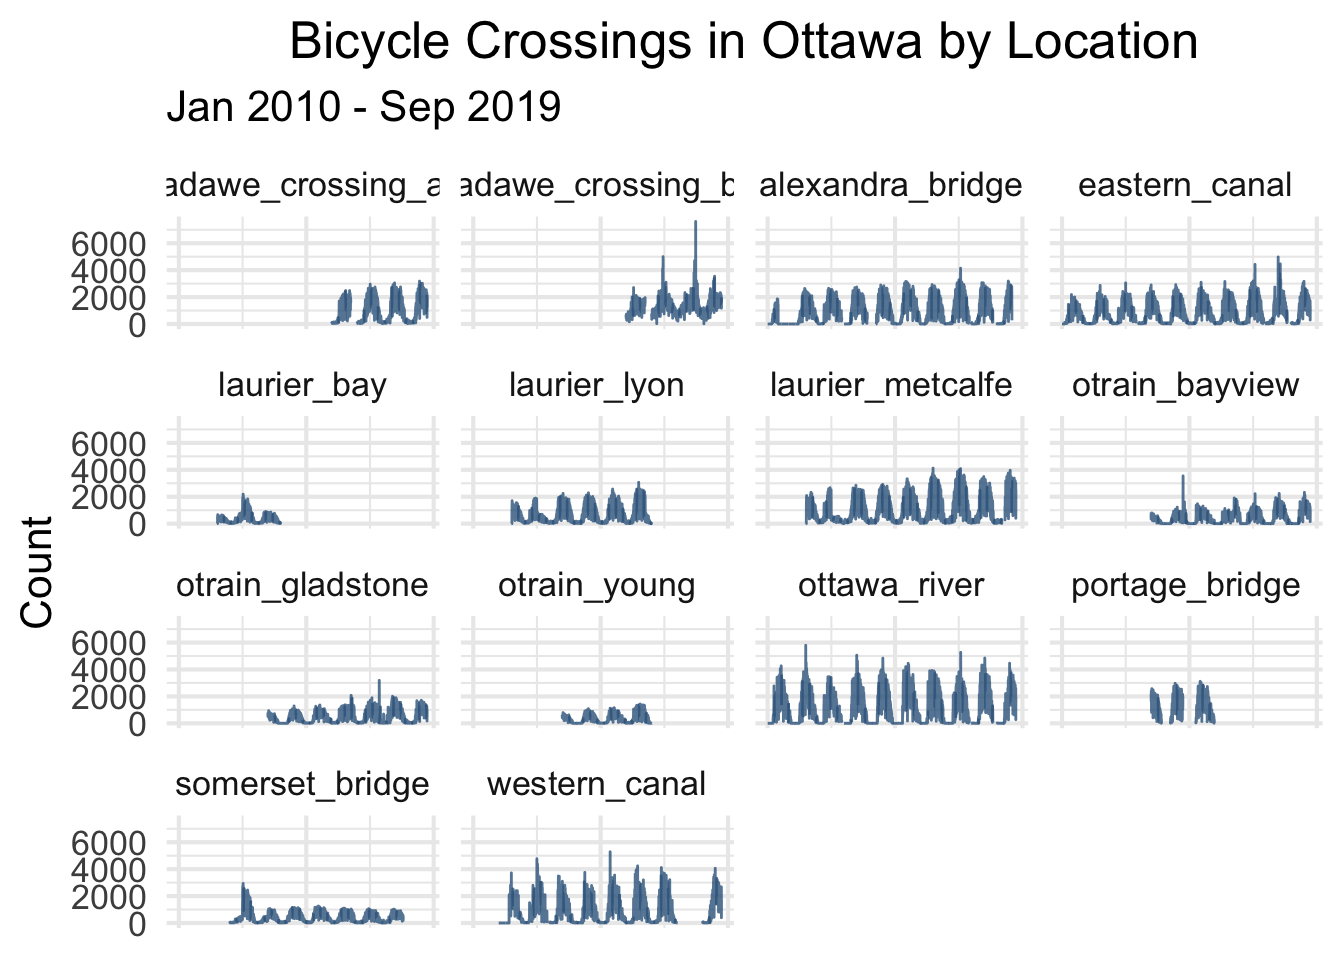 Bicycle Crossings in Ottawa by Location
Jan 2010 - Sep 2019
adawe_crossing_a adawe_crossing_b alexandra_bridge eastern_canal
6000
4000
2000
0
laurier_bay laurier_lyon laurier_metcalfe otrain_bayview
6000
4000
2000
0
Count
otrain_gladstone otrain_young ottawa_river portage_bridge
6000
4000
2000
0
somerset_bridge western_canal
6000
4000
2000
0